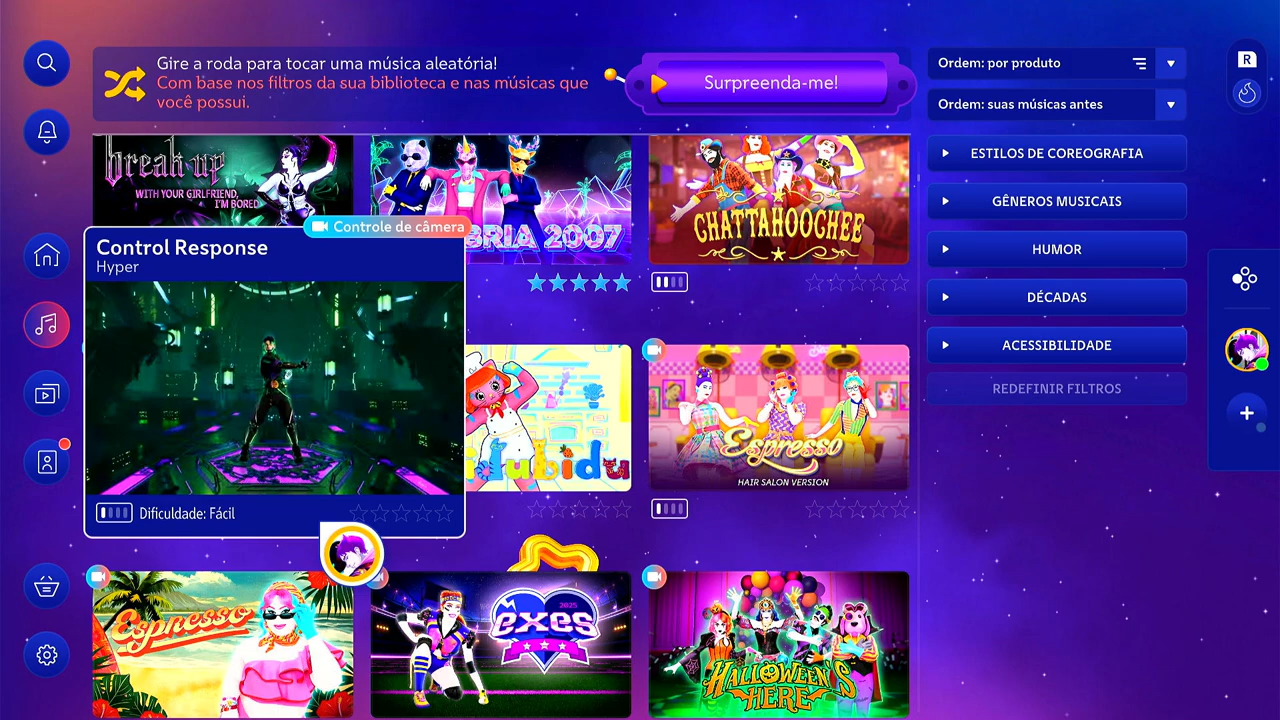 Gire a roda para tocar uma música aleatória!
Com base nos filtros da sua biblioteca e nas músicas que
você possui.
Surpreenda-me!
Ordem: por produto
R
Ordem: suas músicas antes
break up
WITH YOUR GIRLFRIEND,
I'M BORED
BRIA 2007
CHATTAHOOCHEE
ESTILOS DE COREOGRAFIA
GÊNEROS MUSICAIS
HUMOR
DÉCADAS
ACESSIBILIDADE
REDEFINIR FILTROS
Controle de câmera
Control Response
Hyper
Dificuldade: Fácil
lubidu
Espresso
HAIR SALON VERSION
Espresso
2025
exes
HALLOWEEN'S
HERE